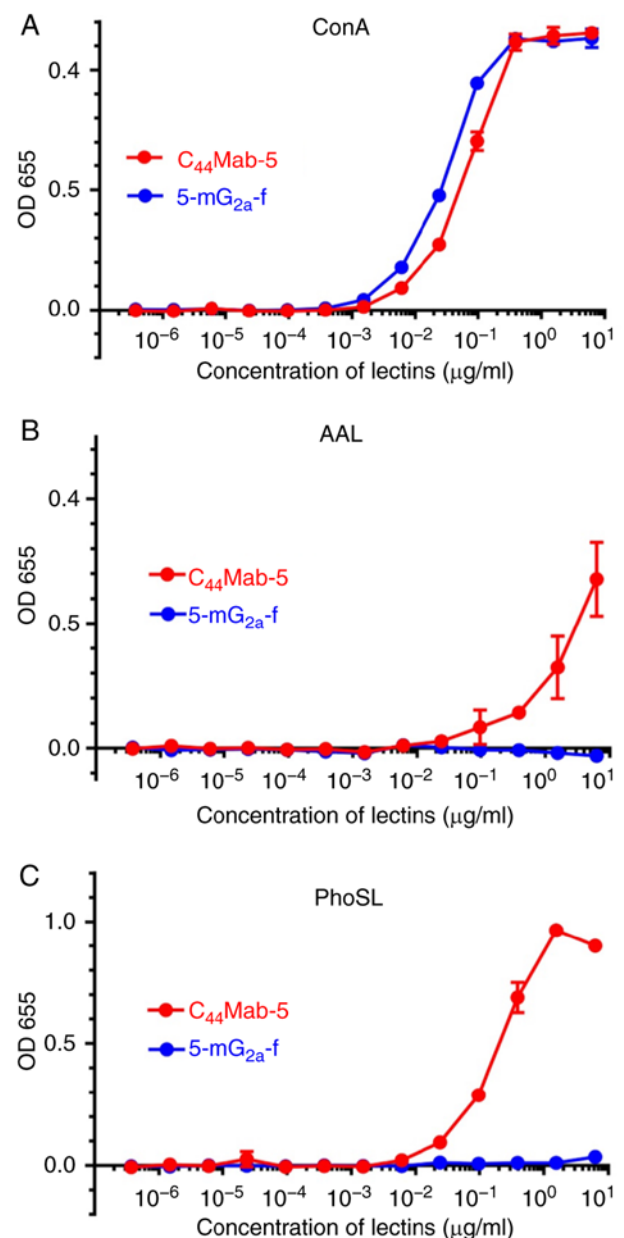 A
ConA
0.4
0.5
0.0
OD 655
C₄₄Mab-5
5-mG₂ₐ-f
10⁻⁶ 10⁻⁵ 10⁻⁴ 10⁻³ 10⁻² 10⁻¹ 10⁰ 10¹
Concentration of lectins (μg/ml)
B
AAL
0.4
0.5
0.0
OD 655
C₄₄Mab-5
5-mG₂ₐ-f
10⁻⁶ 10⁻⁵ 10⁻⁴ 10⁻³ 10⁻² 10⁻¹ 10⁰ 10¹
Concentration of lectins (μg/ml)
C
PhoSL
1.0
0.5
0.0
OD 655
C₄₄Mab-5
5-mG₂ₐ-f
10⁻⁶ 10⁻⁵ 10⁻⁴ 10⁻³ 10⁻² 10⁻¹ 10⁰ 10¹
Concentration of lectins (μg/ml)